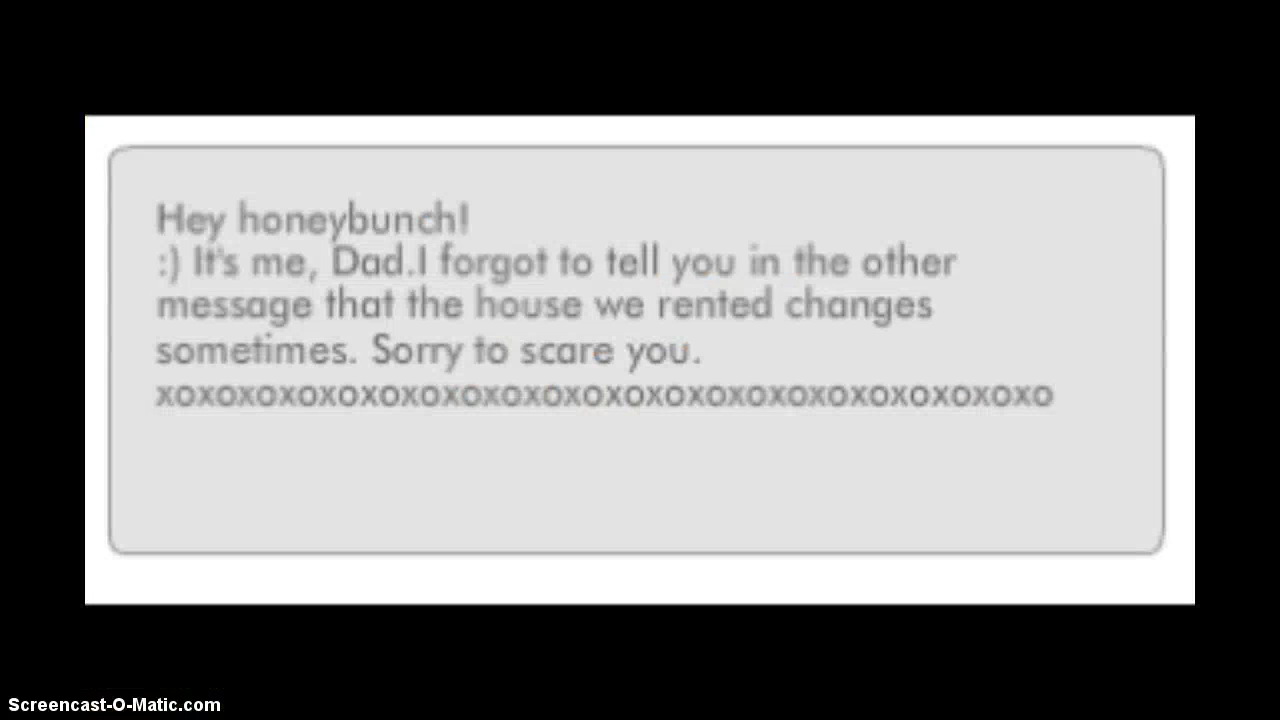 Hey honeybunch!
:) It's me, Dad.I forgot to tell you in the other
message that the house we rented changes
sometimes. Sorry to scare you.
xoxoxoxoxoxoxoxoxoxoxoxoxoxoxoxoxoxoxoxoxoxo
Screencast-O-Matic.com